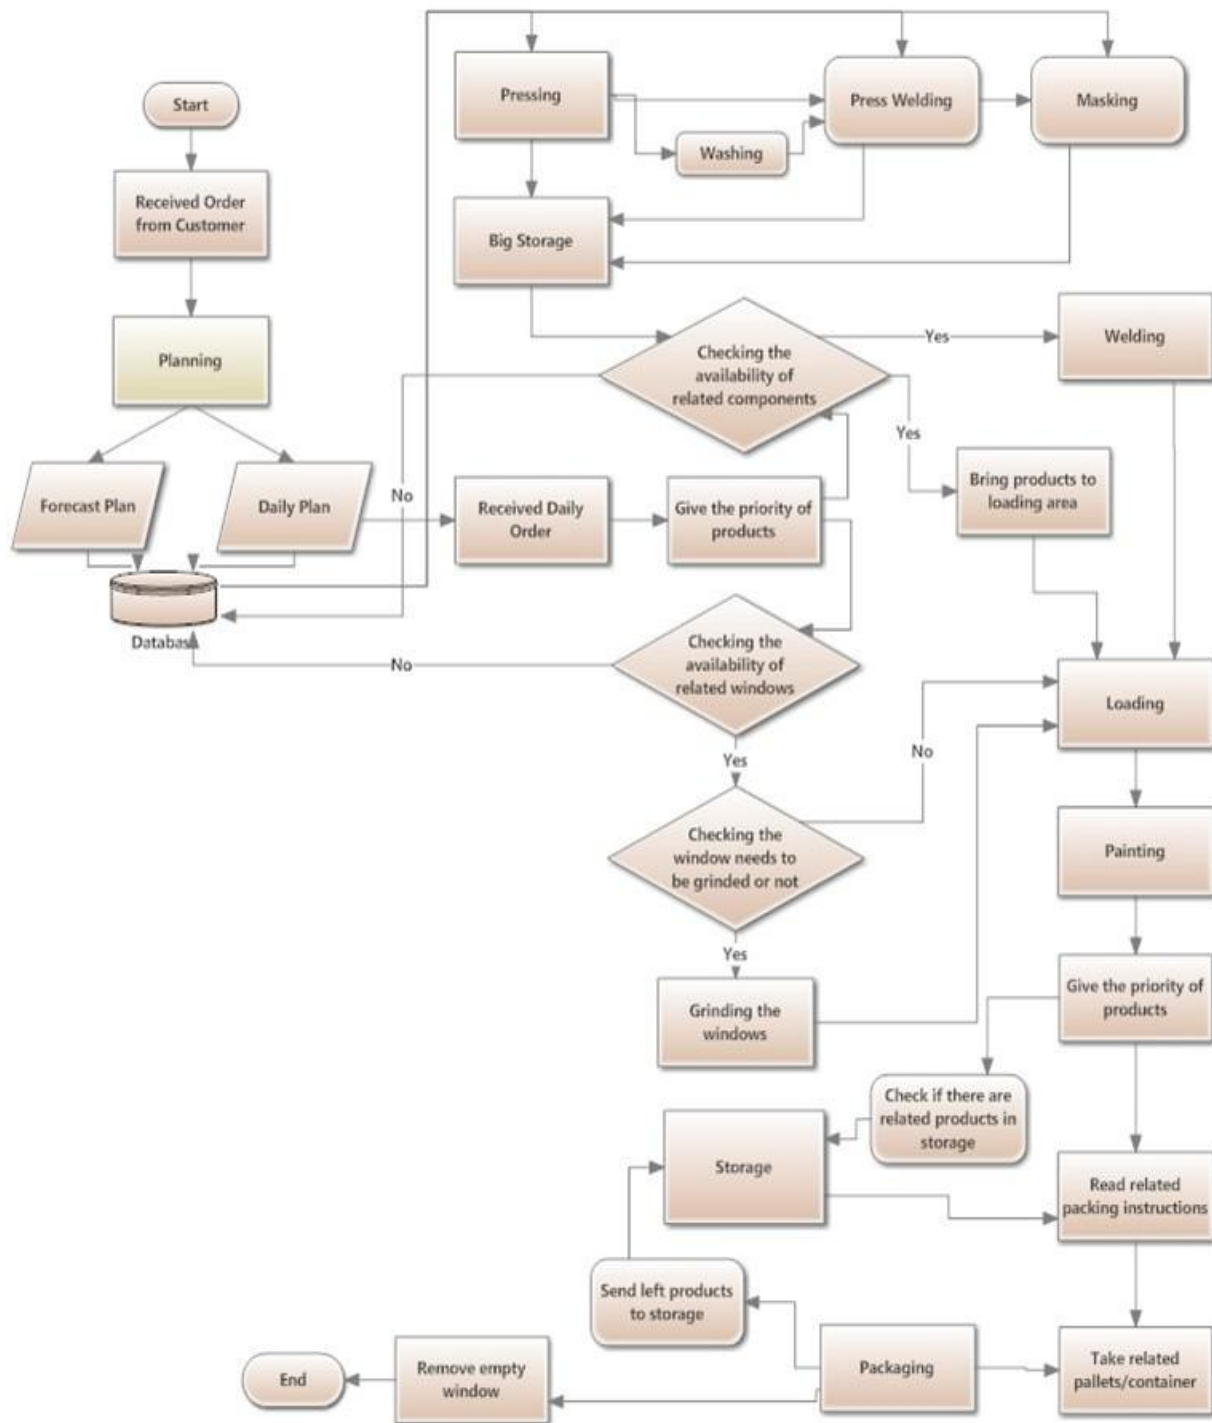 Start
Received Order
from Customer
Planning
Forecast Plan
Daily Plan
Databas
Pressing
Washing
Press Welding
Masking
Big Storage
Checking the
availability of
related components
Yes
Welding
Yes
Bring products to
loading area
No
Received Daily
Order
Give the priority of
products
Checking the
availability of
related windows
No
Yes
Checking the
window needs to
be grinded or not
No
Yes
Grinding the
windows
Loading
Painting
Give the priority of
products
Check if there are
related products in
storage
Storage
Read related
packing instructions
Send left products
to storage
Take related
pallets/container
Packaging
Remove empty
window
End